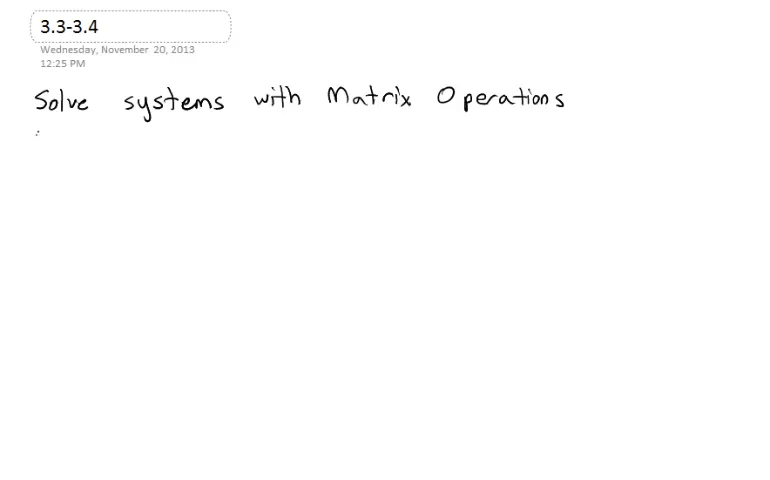 3.3-3.4
Wednesday, November 20, 2013
12:25 PM
Solve systems with Matrix Operations